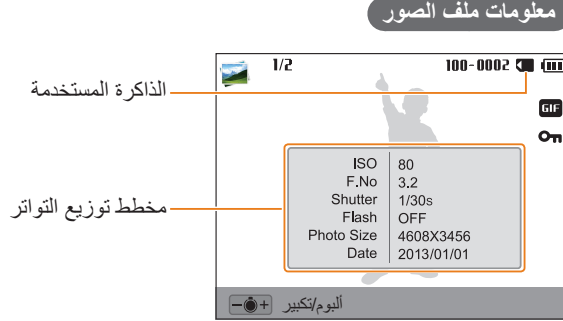 معلومات ملف الصور
1/2
100-0002
GIF
الذاكرة المستخدمة
ISO 80
F.No 3.2
Shutter 1/30s
Flash OFF
Photo Size 4608X3456
Date 2013/01/01
مخطط توزيع التواتر
ألبوم/تكبير